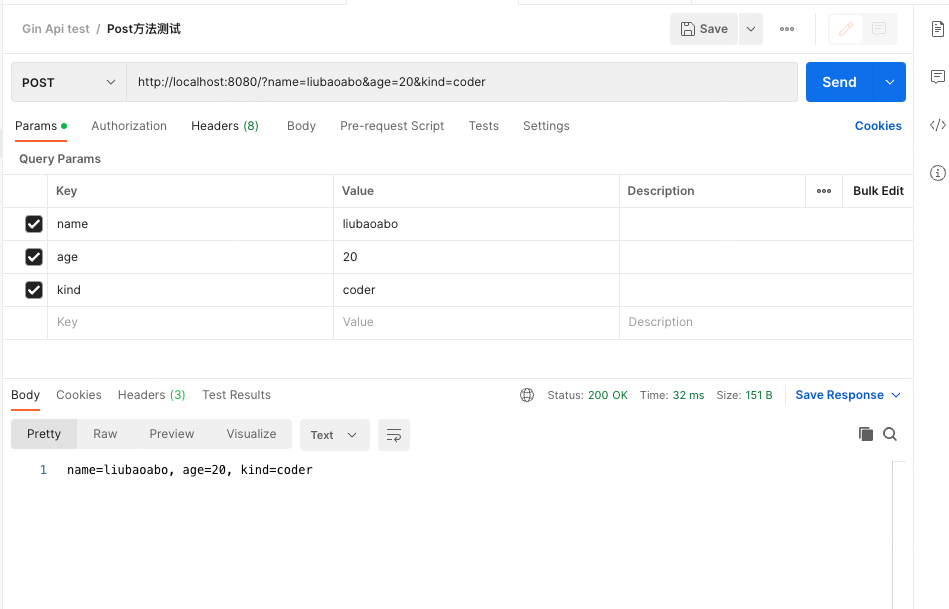 Gin Api test / Post方法测试 Save
POST http://localhost:8080/?name=liubaoabo&age=20&kind=coder Send
Params Authorization Headers (8) Body Pre-request Script Tests Settings Cookies
Query Params
Key Value Description Bulk Edit
name liubaoabo
age 20
kind coder
Key Value Description
Body Cookies Headers (3) Test Results Status: 200 OK Time: 32 ms Size: 151 B Save Response
Pretty Raw Preview Visualize Text
1 name=liubaoabo, age=20, kind=coder